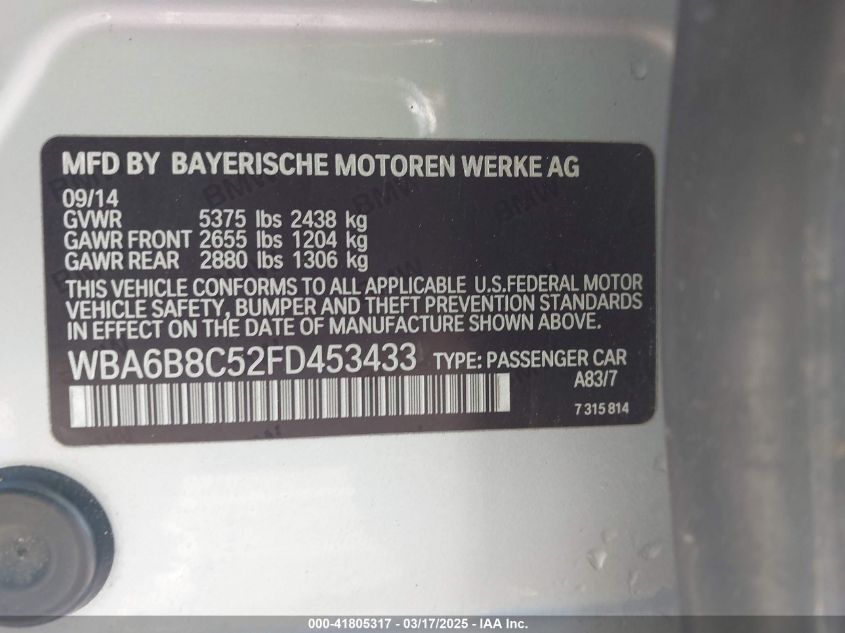 MFD BY BAYERISCHE MOTOREN WERKE AG
09/14
GVWR 5375 lbs 2438 kg
GAWR FRONT 2655 lbs 1204 kg
GAWR REAR 2880 lbs 1306 kg
THIS VEHICLE CONFORMS TO ALL APPLICABLE U.S.FEDERAL MOTOR
VEHICLE SAFETY, BUMPER AND THEFT PREVENTION STANDARDS
IN EFFECT ON THE DATE OF MANUFACTURE SHOWN ABOVE.
WBA6B8C52FD453433 TYPE: PASSENGER CAR
A83/7
7 315 814
000-41805317 - 03/17/2025 - IAA Inc.